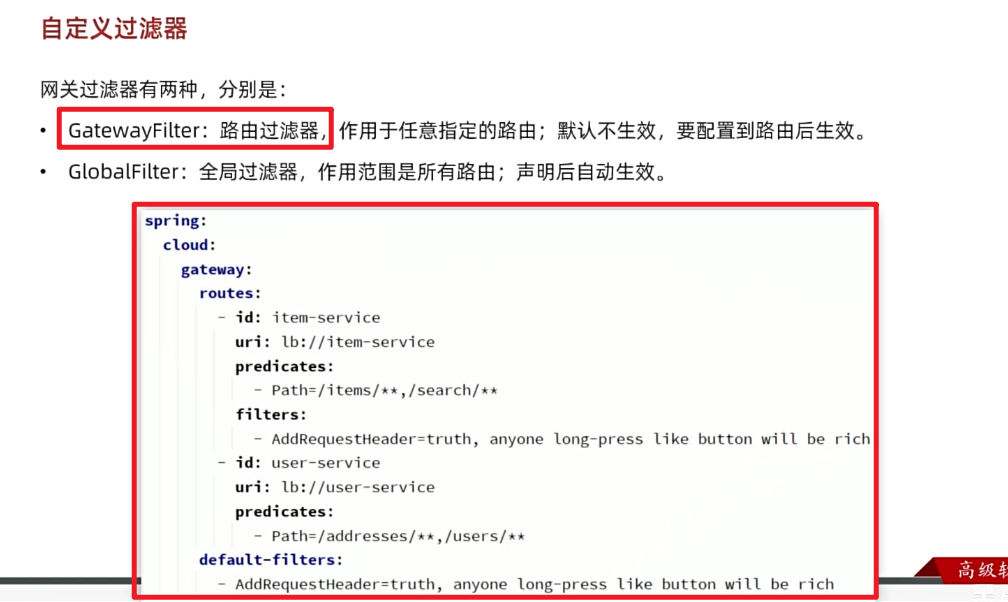 自定义过滤器
网关过滤器有两种，分别是：
• GatewayFilter：路由过滤器，作用于任意指定的路由；默认不生效，要配置到路由后生效。
• GlobalFilter：全局过滤器，作用范围是所有路由；声明后自动生效。
spring:
  cloud:
    gateway:
      routes:
        - id: item-service
          uri: lb://item-service
          predicates:
            - Path=/items/**,/search/**
          filters:
            - AddRequestHeader=truth, anyone long-press like button will be rich
        - id: user-service
          uri: lb://user-service
          predicates:
            - Path=/addresses/**,/users/**
      default-filters:
        - AddRequestHeader=truth, anyone long-press like button will be rich
高级